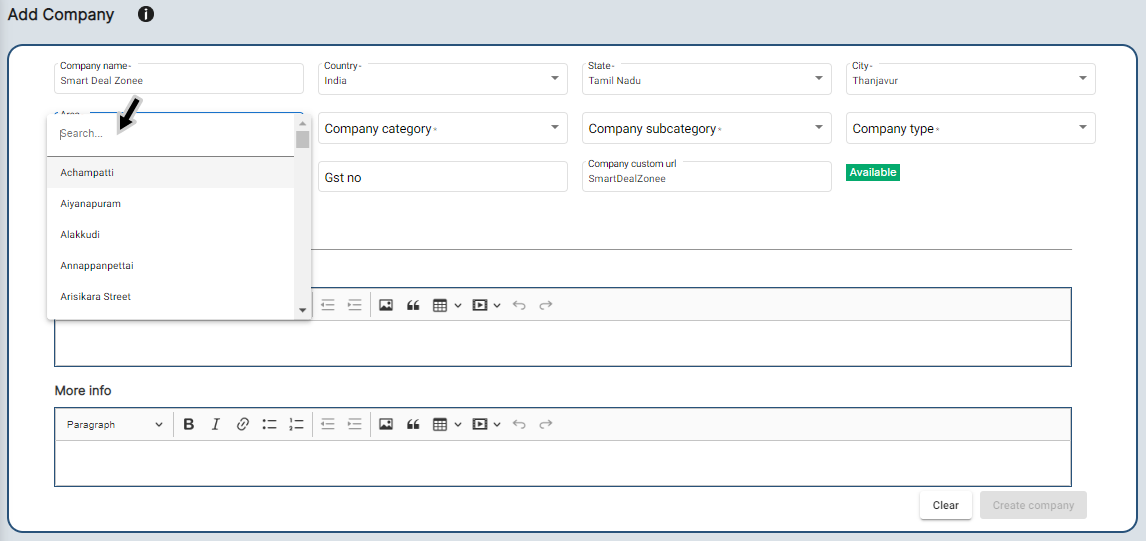 Add Company
Company name*
Smart Deal Zonee
Country*
India
State*
Tamil Nadu
City*
Thanjavur
Area
Search...
Achampatti
Aiyanapuram
Alakkudi
Annappanpettai
Arisikara Street
Company category*
Company subcategory*
Company type*
Gst no
Company custom url
SmartDealZonee
Available
More info
Paragraph
B I
Clear
Create company